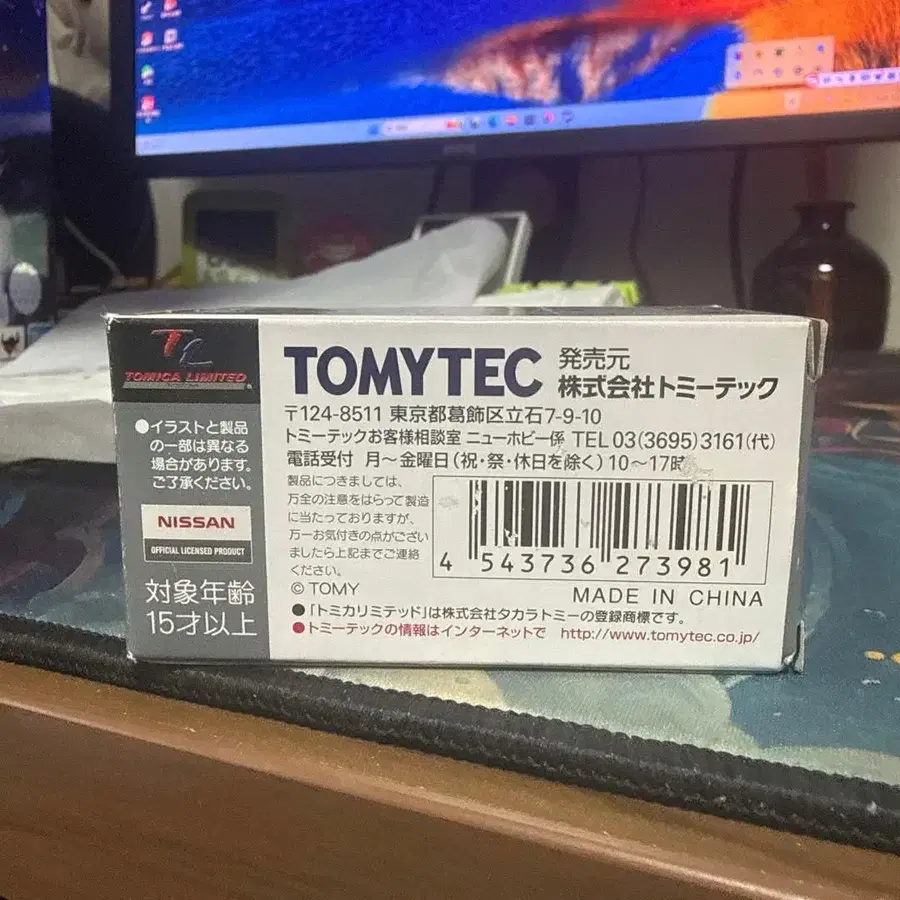 TL
TOMICA LIMITED
●イラストと製品
の一部は異なる
場合があります。
ご了承ください。
NISSAN
OFFICIAL LICENSED PRODUCT
対象年齢
15才以上
TOMYTEC
発売元
株式会社トミーテック
〒124-8511 東京都葛飾区立石7-9-10
トミーテックお客様相談室 ニューホビー係 TEL 03(3695)3161(代)
電話受付 月～金曜日(祝・祭・休日を除く)10～17時
製品につきましては、
万全の注意をはらって製造
に当たっておりますが、
万一お気付きの点がござい
ましたら上記までご連絡
ください。
4 543736 273981
© TOMY
MADE IN CHINA
●「トミカリミテッド」は株式会社タカラトミーの登録商標です。
●トミーテックの情報はインターネットで http://www.tomytec.co.jp/